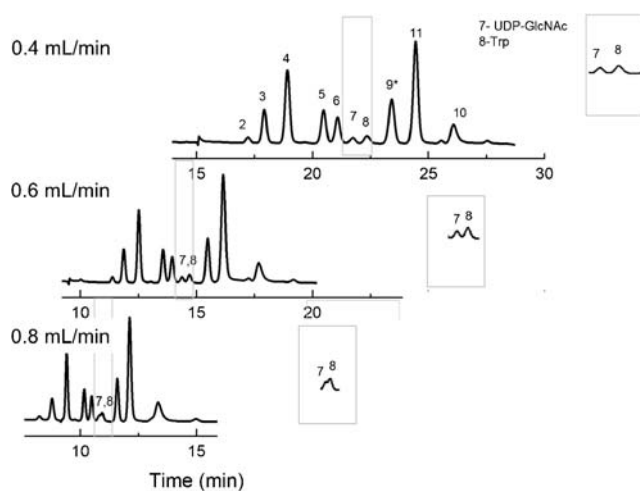 0.4 mL/min
7- UDP-GlcNAc
8-Trp
2
3
4
5
6
7
8
9*
11
10
7 8
15 20 25 30
0.6 mL/min
7,8
7 8
10 15 20
0.8 mL/min
7,8
7 8
10 15
Time (min)